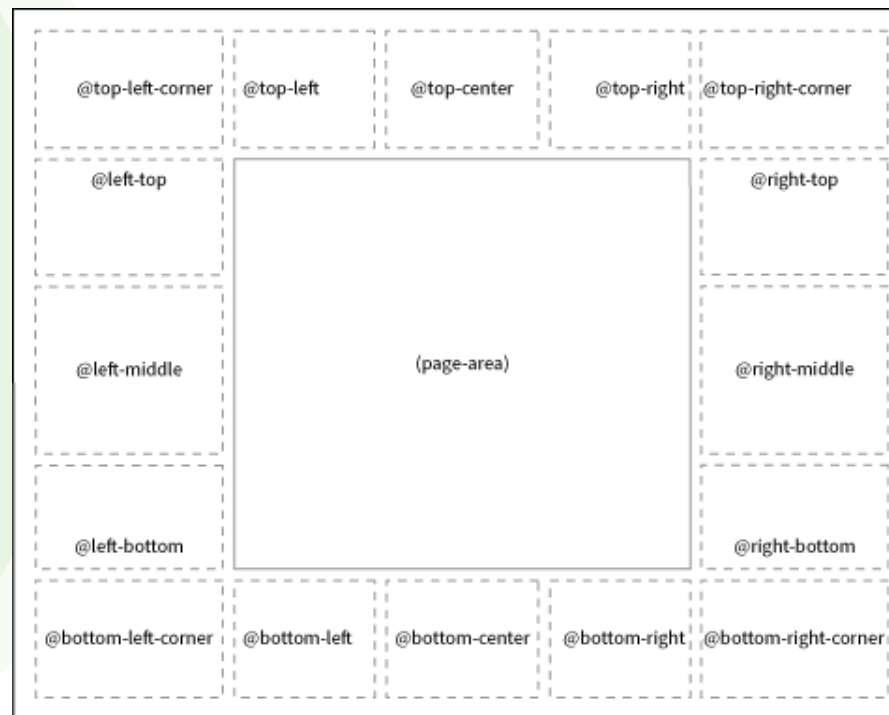 @top-left-corner @top-left @top-center @top-right @top-right-corner
@left-top @right-top
@left-middle (page-area) @right-middle
@left-bottom @right-bottom
@bottom-left-corner @bottom-left @bottom-center @bottom-right @bottom-right-corner